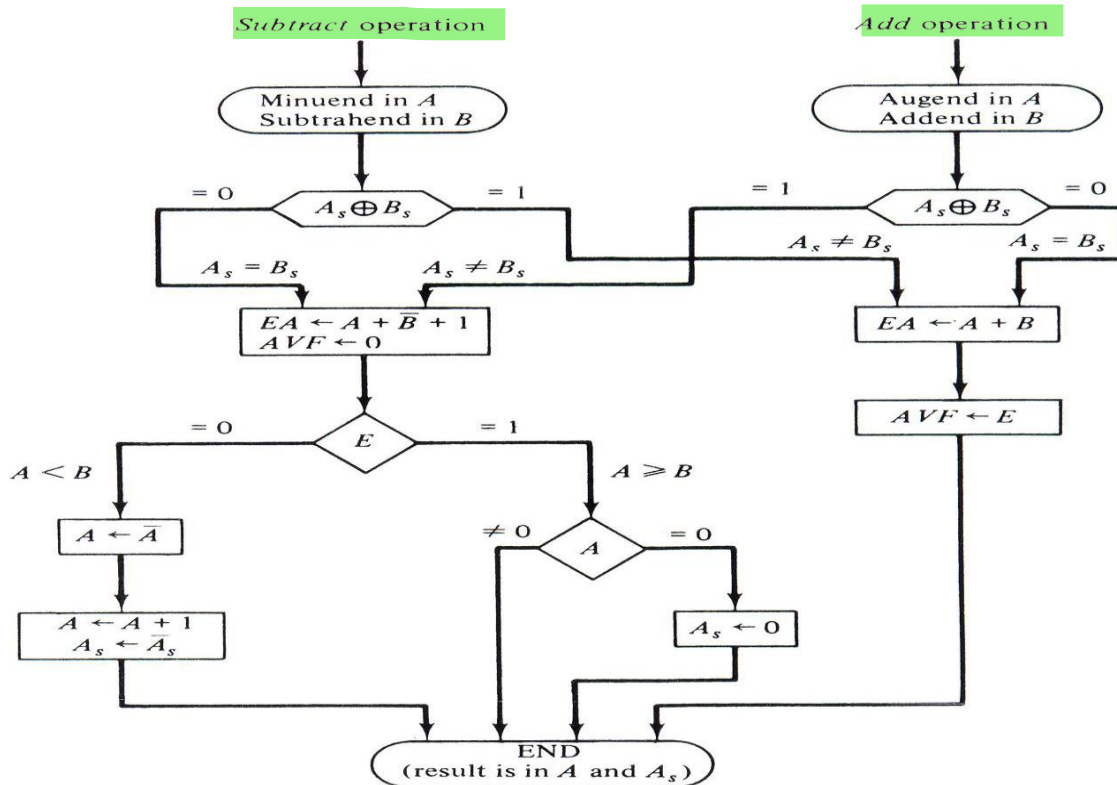 Subtract operation
Add operation
Minuend in A
Subtrahend in B
Augend in A
Addend in B
= 0
A_s ⊕ B_s
= 1
= 1
A_s ⊕ B_s
= 0
A_s = B_s
A_s ≠ B_s
A_s ≠ B_s
A_s = B_s
EA ← A + B̅ + 1
AVF ← 0
EA ← A + B
AVF ← E
= 0
E
= 1
A < B
A ≥ B
A ← A̅
≠ 0
A
= 0
A ← A + 1
A_s ← A̅_s
A_s ← 0
END
(result is in A and A_s)